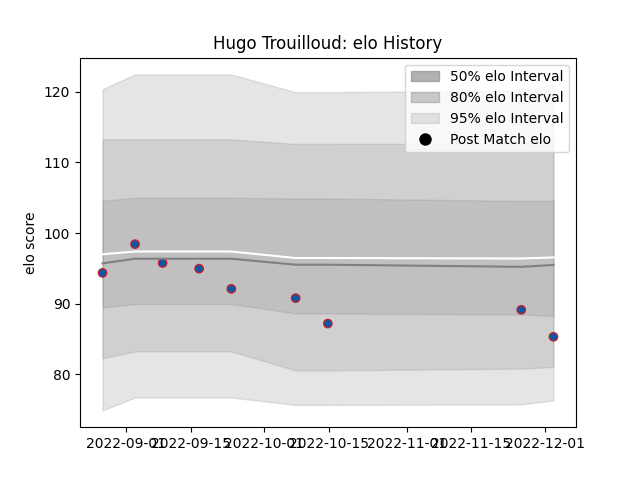 Hugo Trouilloud: elo History
50% elo Interval
80% elo Interval
95% elo Interval
Post Match elo
elo score
120
110
100
90
80
2022-09-01 2022-09-15 2022-10-01 2022-10-15 2022-11-01 2022-11-15 2022-12-01